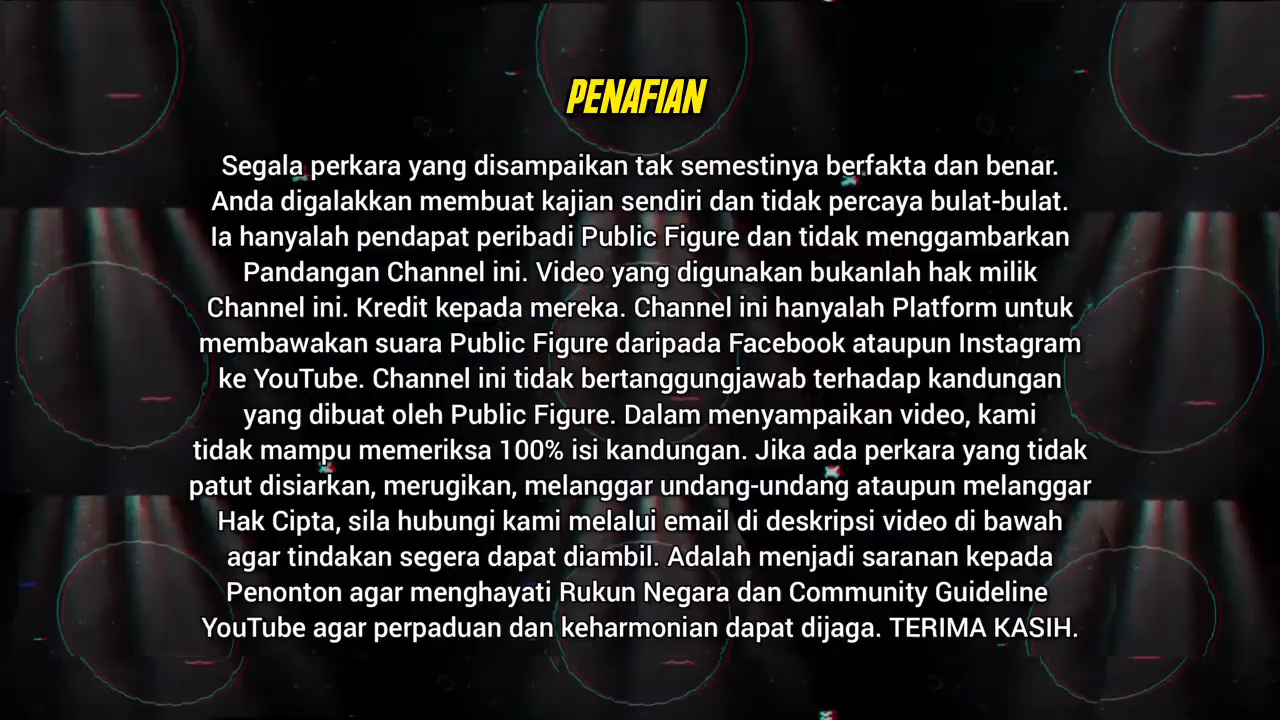 PENAFIAN
Segala perkara yang disampaikan tak semestinya berfakta dan benar.
Anda digalakkan membuat kajian sendiri dan tidak percaya bulat-bulat.
Ia hanyalah pendapat peribadi Public Figure dan tidak menggambarkan
Pandangan Channel ini. Video yang digunakan bukanlah hak milik
Channel ini. Kredit kepada mereka. Channel ini hanyalah Platform untuk
membawakan suara Public Figure daripada Facebook ataupun Instagram
ke YouTube. Channel ini tidak bertanggungjawab terhadap kandungan
yang dibuat oleh Public Figure. Dalam menyampaikan video, kami
tidak mampu memeriksa 100% isi kandungan. Jika ada perkara yang tidak
patut disiarkan, merugikan, melanggar undang-undang ataupun melanggar
Hak Cipta, sila hubungi kami melalui email di deskripsi video di bawah
agar tindakan segera dapat diambil. Adalah menjadi saranan kepada
Penonton agar menghayati Rukun Negara dan Community Guideline
YouTube agar perpaduan dan keharmonian dapat dijaga. TERIMA KASIH.